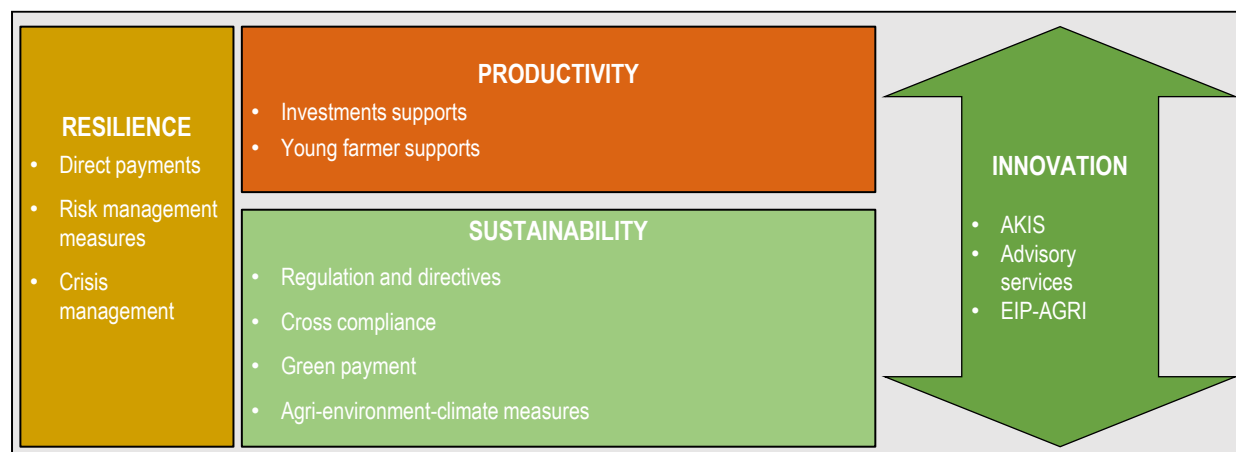 RESILIENCE
• Direct payments
• Risk management
measures
• Crisis
management
PRODUCTIVITY
• Investments supports
• Young farmer supports
SUSTAINABILITY
• Regulation and directives
• Cross compliance
• Green payment
• Agri-environment-climate measures
INNOVATION
• AKIS
• Advisory
services
• EIP-AGRI